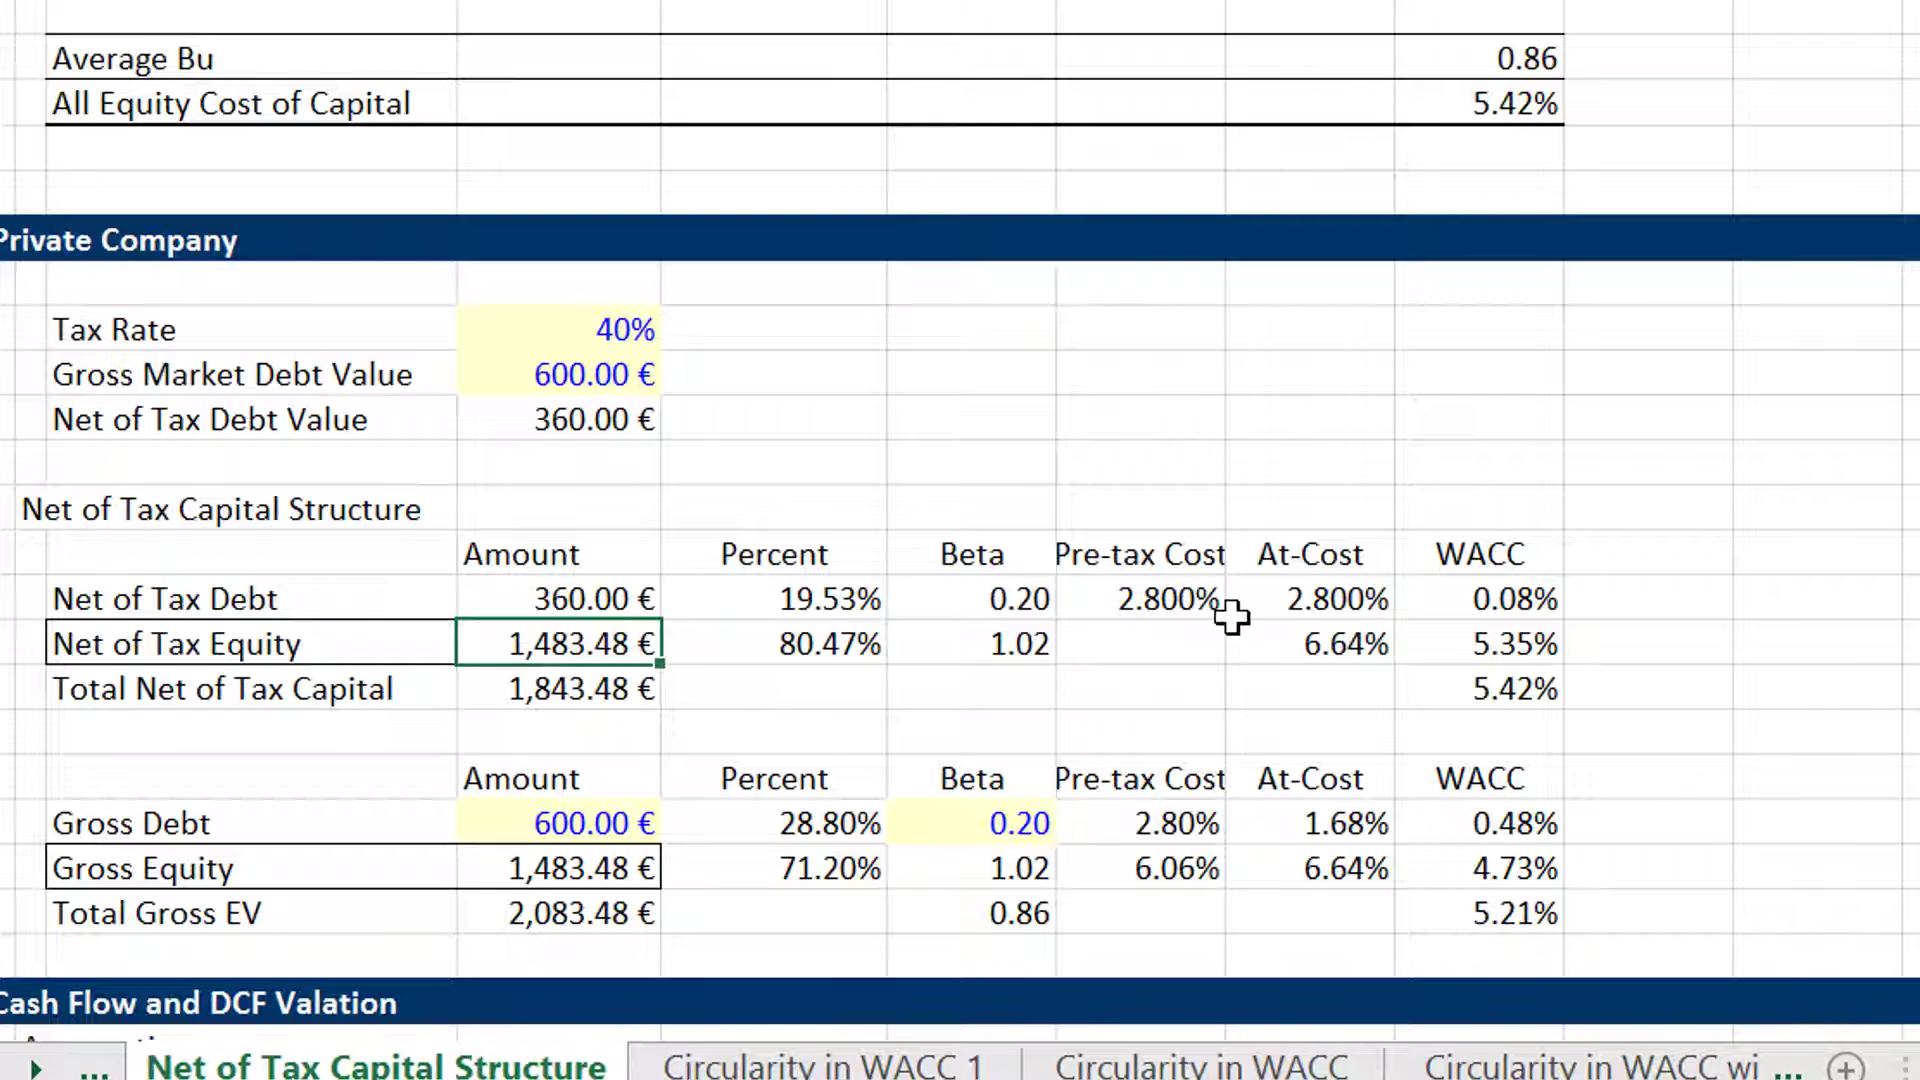 Average Bu 0.86
All Equity Cost of Capital 5.42%
Private Company
Tax Rate 40%
Gross Market Debt Value 600.00 €
Net of Tax Debt Value 360.00 €
Net of Tax Capital Structure
Amount Percent Beta Pre-tax Cost At-Cost WACC
Net of Tax Debt 360.00 € 19.53% 0.20 2.800% 2.800% 0.08%
Net of Tax Equity 1,483.48 € 80.47% 1.02 6.64% 5.35%
Total Net of Tax Capital 1,843.48 € 5.42%
Amount Percent Beta Pre-tax Cost At-Cost WACC
Gross Debt 600.00 € 28.80% 0.20 2.80% 1.68% 0.48%
Gross Equity 1,483.48 € 71.20% 1.02 6.06% 6.64% 4.73%
Total Gross EV 2,083.48 € 0.86 5.21%
Cash Flow and DCF Valation
... Net of Tax Capital Structure Circularity in WACC 1 Circularity in WACC Circularity in WACC wi ...